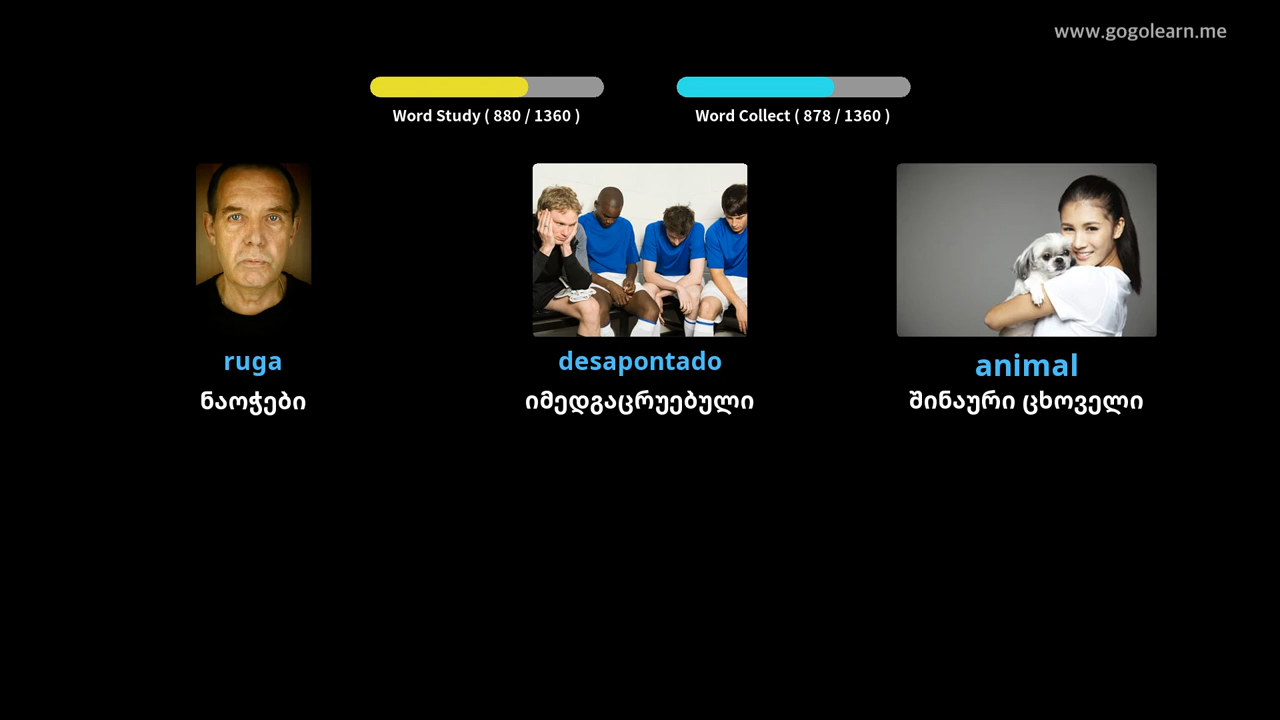 www.gogolearn.me
Word Study ( 880 / 1360 )
Word Collect ( 878 / 1360 )
ruga
ნაოჭები
desapontado
იმედგაცრუებული
animal
შინაური ცხოველი